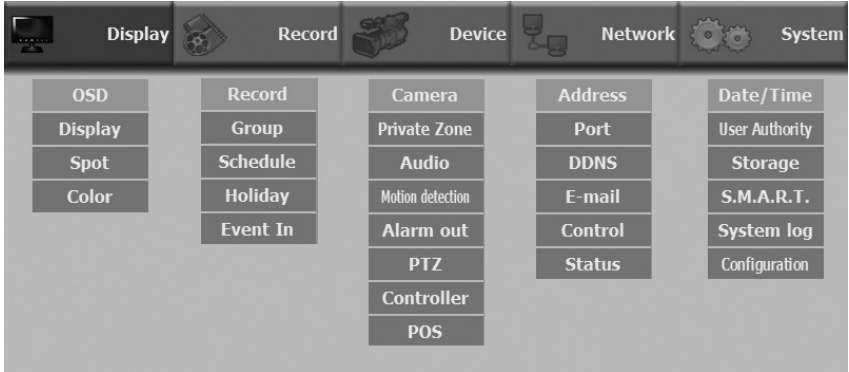 Display Record Device Network System
OSD Record Camera Address Date/Time
Display Group Private Zone Port User Authority
Spot Schedule Audio DDNS Storage
Color Holiday Motion detection E-mail S.M.A.R.T.
Event In Alarm out Control System log
PTZ Status Configuration
Controller
POS